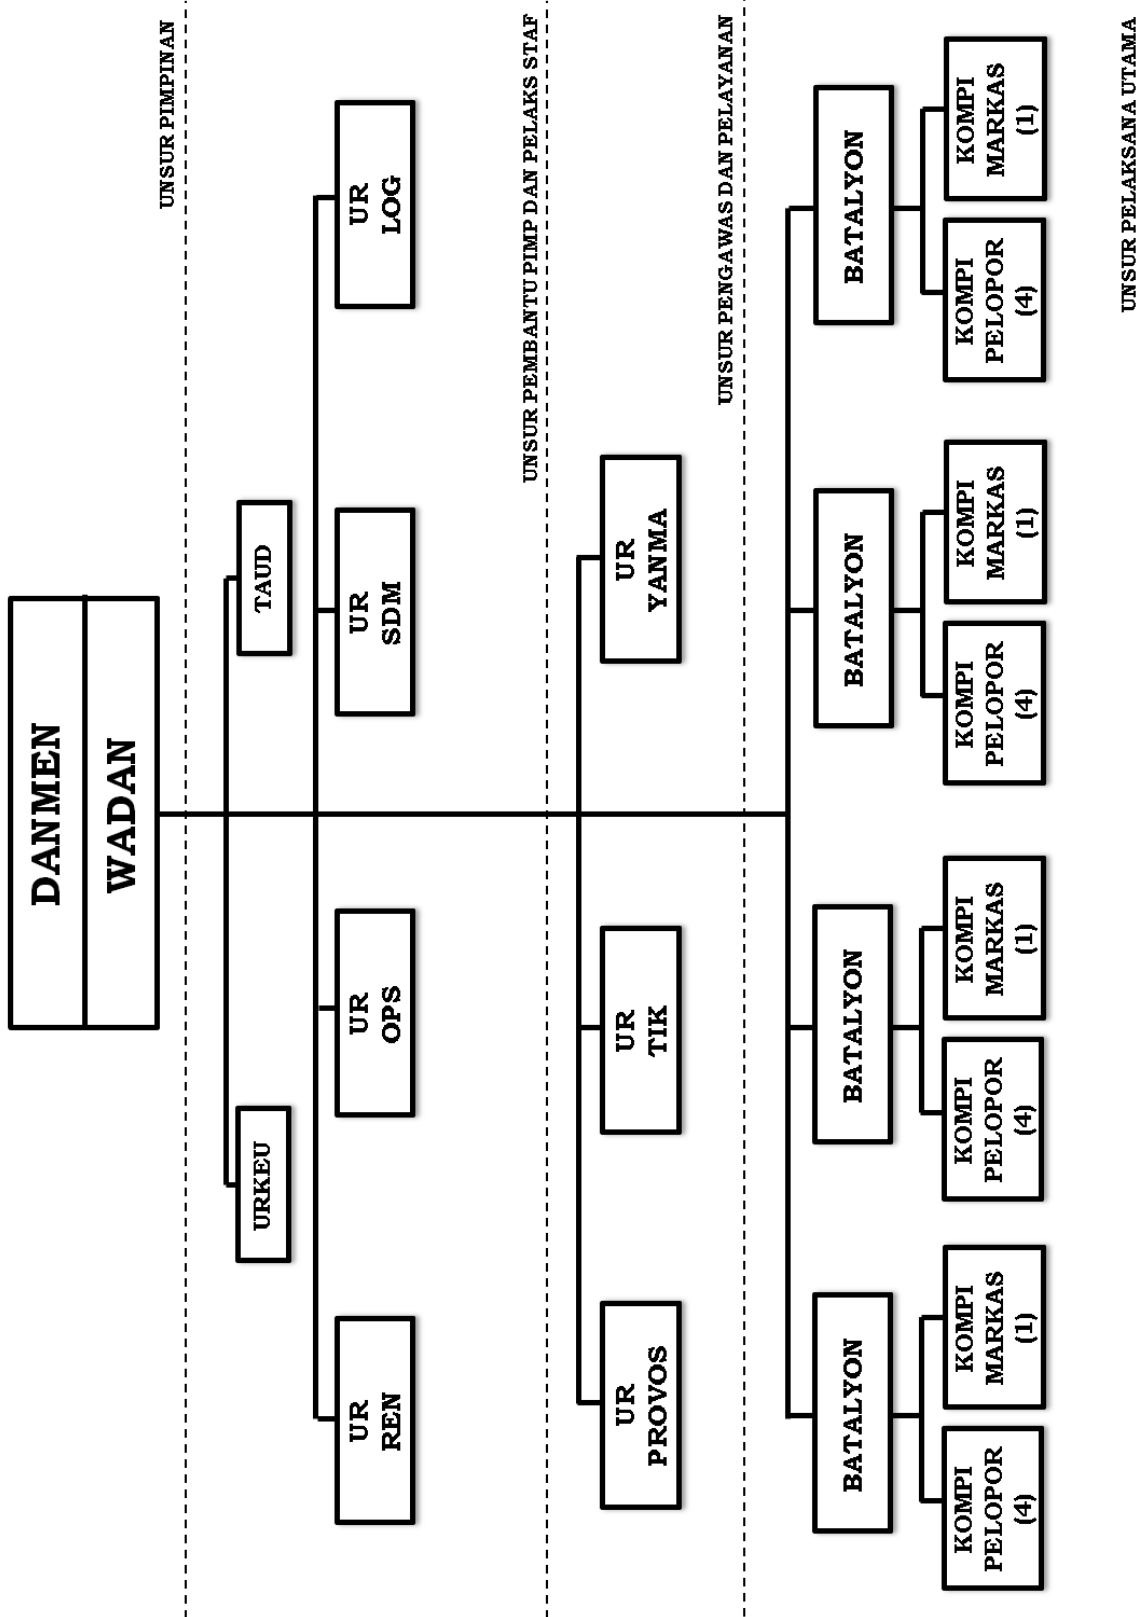 DANMEN
WADAN
UNSUR PIMPINAN
URKEU
TAUD
UR
REN
UR
OPS
UR
SDM
UR
LOG
UNSUR PEMBANTU PIMP DAN PELAKS STAF
UR
PROVOS
UR
TIK
UR
YANMA
UNSUR PENGAWAS DAN PELAYANAN
BATALYON
BATALYON
BATALYON
BATALYON
KOMPI
PELOPOR
(4)
KOMPI
MARKAS
(1)
KOMPI
PELOPOR
(4)
KOMPI
MARKAS
(1)
KOMPI
PELOPOR
(4)
KOMPI
MARKAS
(1)
KOMPI
PELOPOR
(4)
KOMPI
MARKAS
(1)
UNSUR PELAKSANA UTAMA